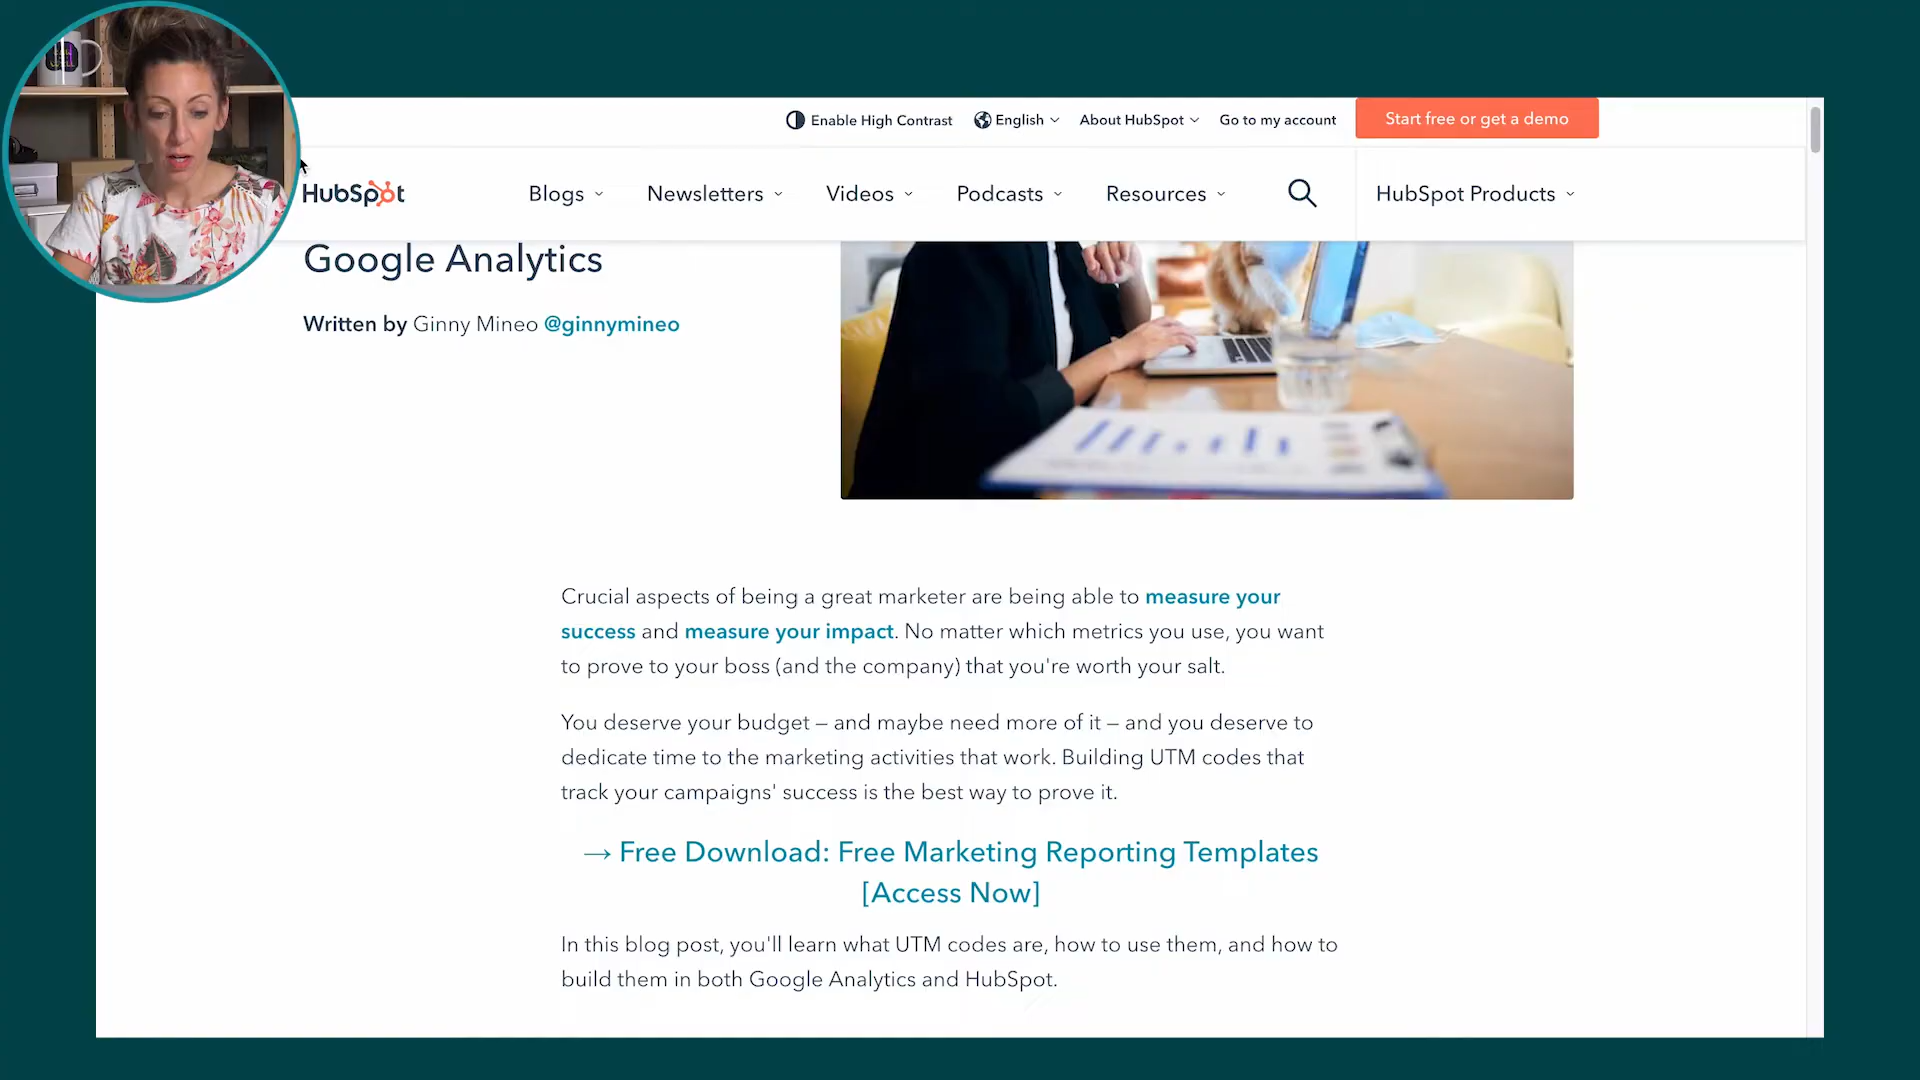 Enable High Contrast English About HubSpot Go to my account Start free or get a demo
HubSpot Blogs Newsletters Videos Podcasts Resources HubSpot Products
Google Analytics
Written by Ginny Mineo @ginnymineo
Crucial aspects of being a great marketer are being able to measure your
success and measure your impact. No matter which metrics you use, you want
to prove to your boss (and the company) that you're worth your salt.
You deserve your budget – and maybe need more of it – and you deserve to
dedicate time to the marketing activities that work. Building UTM codes that
track your campaigns' success is the best way to prove it.
→ Free Download: Free Marketing Reporting Templates
[Access Now]
In this blog post, you'll learn what UTM codes are, how to use them, and how to
build them in both Google Analytics and HubSpot.